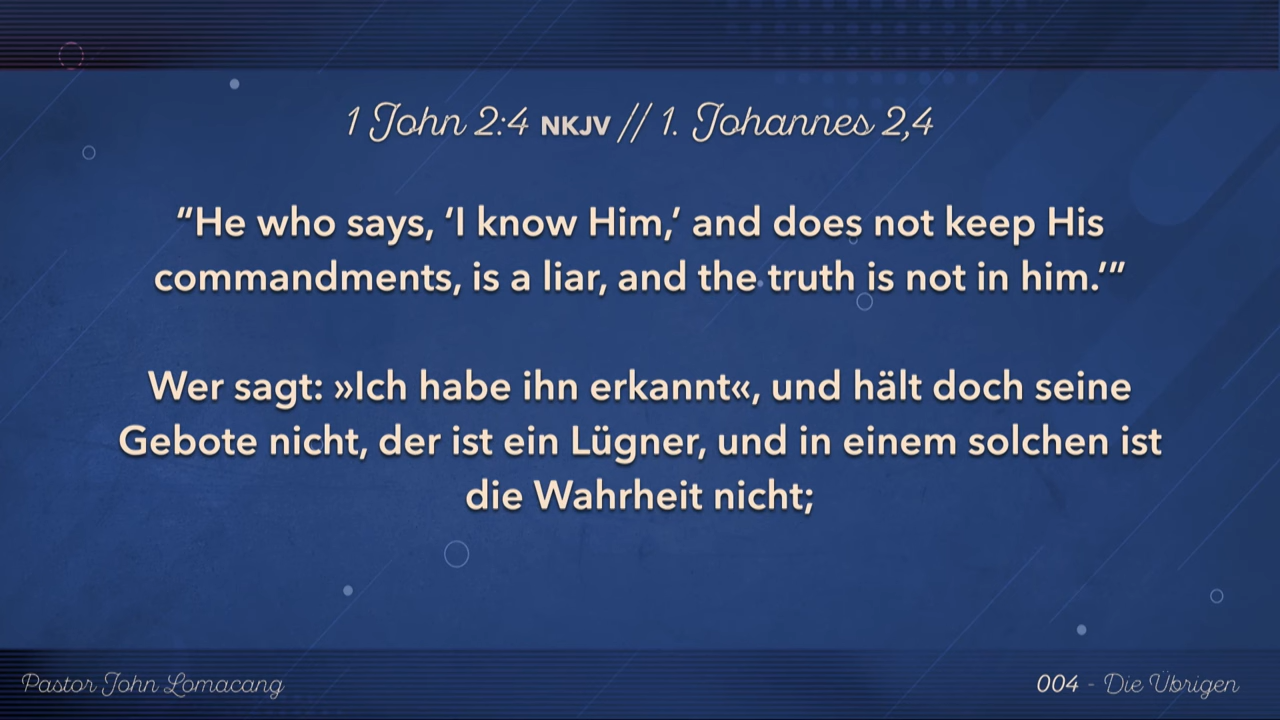 1 John 2:4 NKJV // 1. Johannes 2,4
“He who says, ‘I know Him,’ and does not keep His
commandments, is a liar, and the truth is not in him.‘”
Wer sagt: »Ich habe ihn erkannt«, und hält doch seine
Gebote nicht, der ist ein Lügner, und in einem solchen ist
die Wahrheit nicht;
Pastor John Lomacang
004 - Die Übrigen